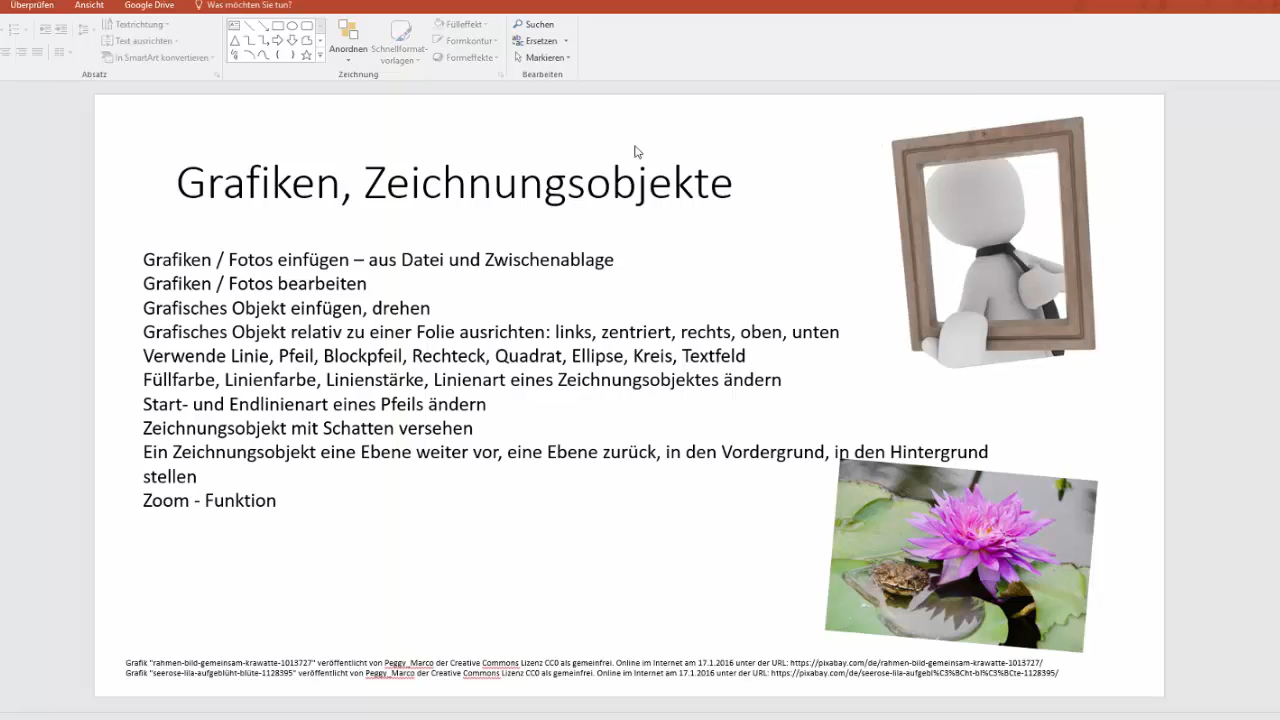 Überprüfen Ansicht Google Drive Was möchten Sie tun?
Textrichtung
Text ausrichten
In SmartArt konvertieren
Absatz
Anordnen
Schnellformat-
vorlagen
Fülleffekt
Formkontur
Formeffekte
Zeichnung
Suchen
Ersetzen
Markieren
Bearbeiten
Grafiken, Zeichnungsobjekte
Grafiken / Fotos einfügen – aus Datei und Zwischenablage
Grafiken / Fotos bearbeiten
Grafisches Objekt einfügen, drehen
Grafisches Objekt relativ zu einer Folie ausrichten: links, zentriert, rechts, oben, unten
Verwende Linie, Pfeil, Blockpfeil, Rechteck, Quadrat, Ellipse, Kreis, Textfeld
Füllfarbe, Linienfarbe, Linienstärke, Linienart eines Zeichnungsobjektes ändern
Start- und Endlinienart eines Pfeils ändern
Zeichnungsobjekt mit Schatten versehen
Ein Zeichnungsobjekt eine Ebene weiter vor, eine Ebene zurück, in den Vordergrund, in den Hintergrund
stellen
Zoom - Funktion
Grafik "rahmen-bild-gemeinsam-krawatte-1013727" veröffentlicht von Peggy_Marco der Creative Commons Lizenz CC0 als gemeinfrei. Online im Internet am 17.1.2016 unter der URL: https://pixabay.com/de/rahmen-bild-gemeinsam-krawatte-1013727/
Grafik "seerose-lila-aufgeblüht-blüte-1128395" veröffentlicht von Peggy_Marco der Creative Commons Lizenz CC0 als gemeinfrei. Online im Internet am 17.1.2016 unter der URL: https://pixabay.com/de/seerose-lila-aufgebl%C3%BCht-bl%C3%BCte-1128395/